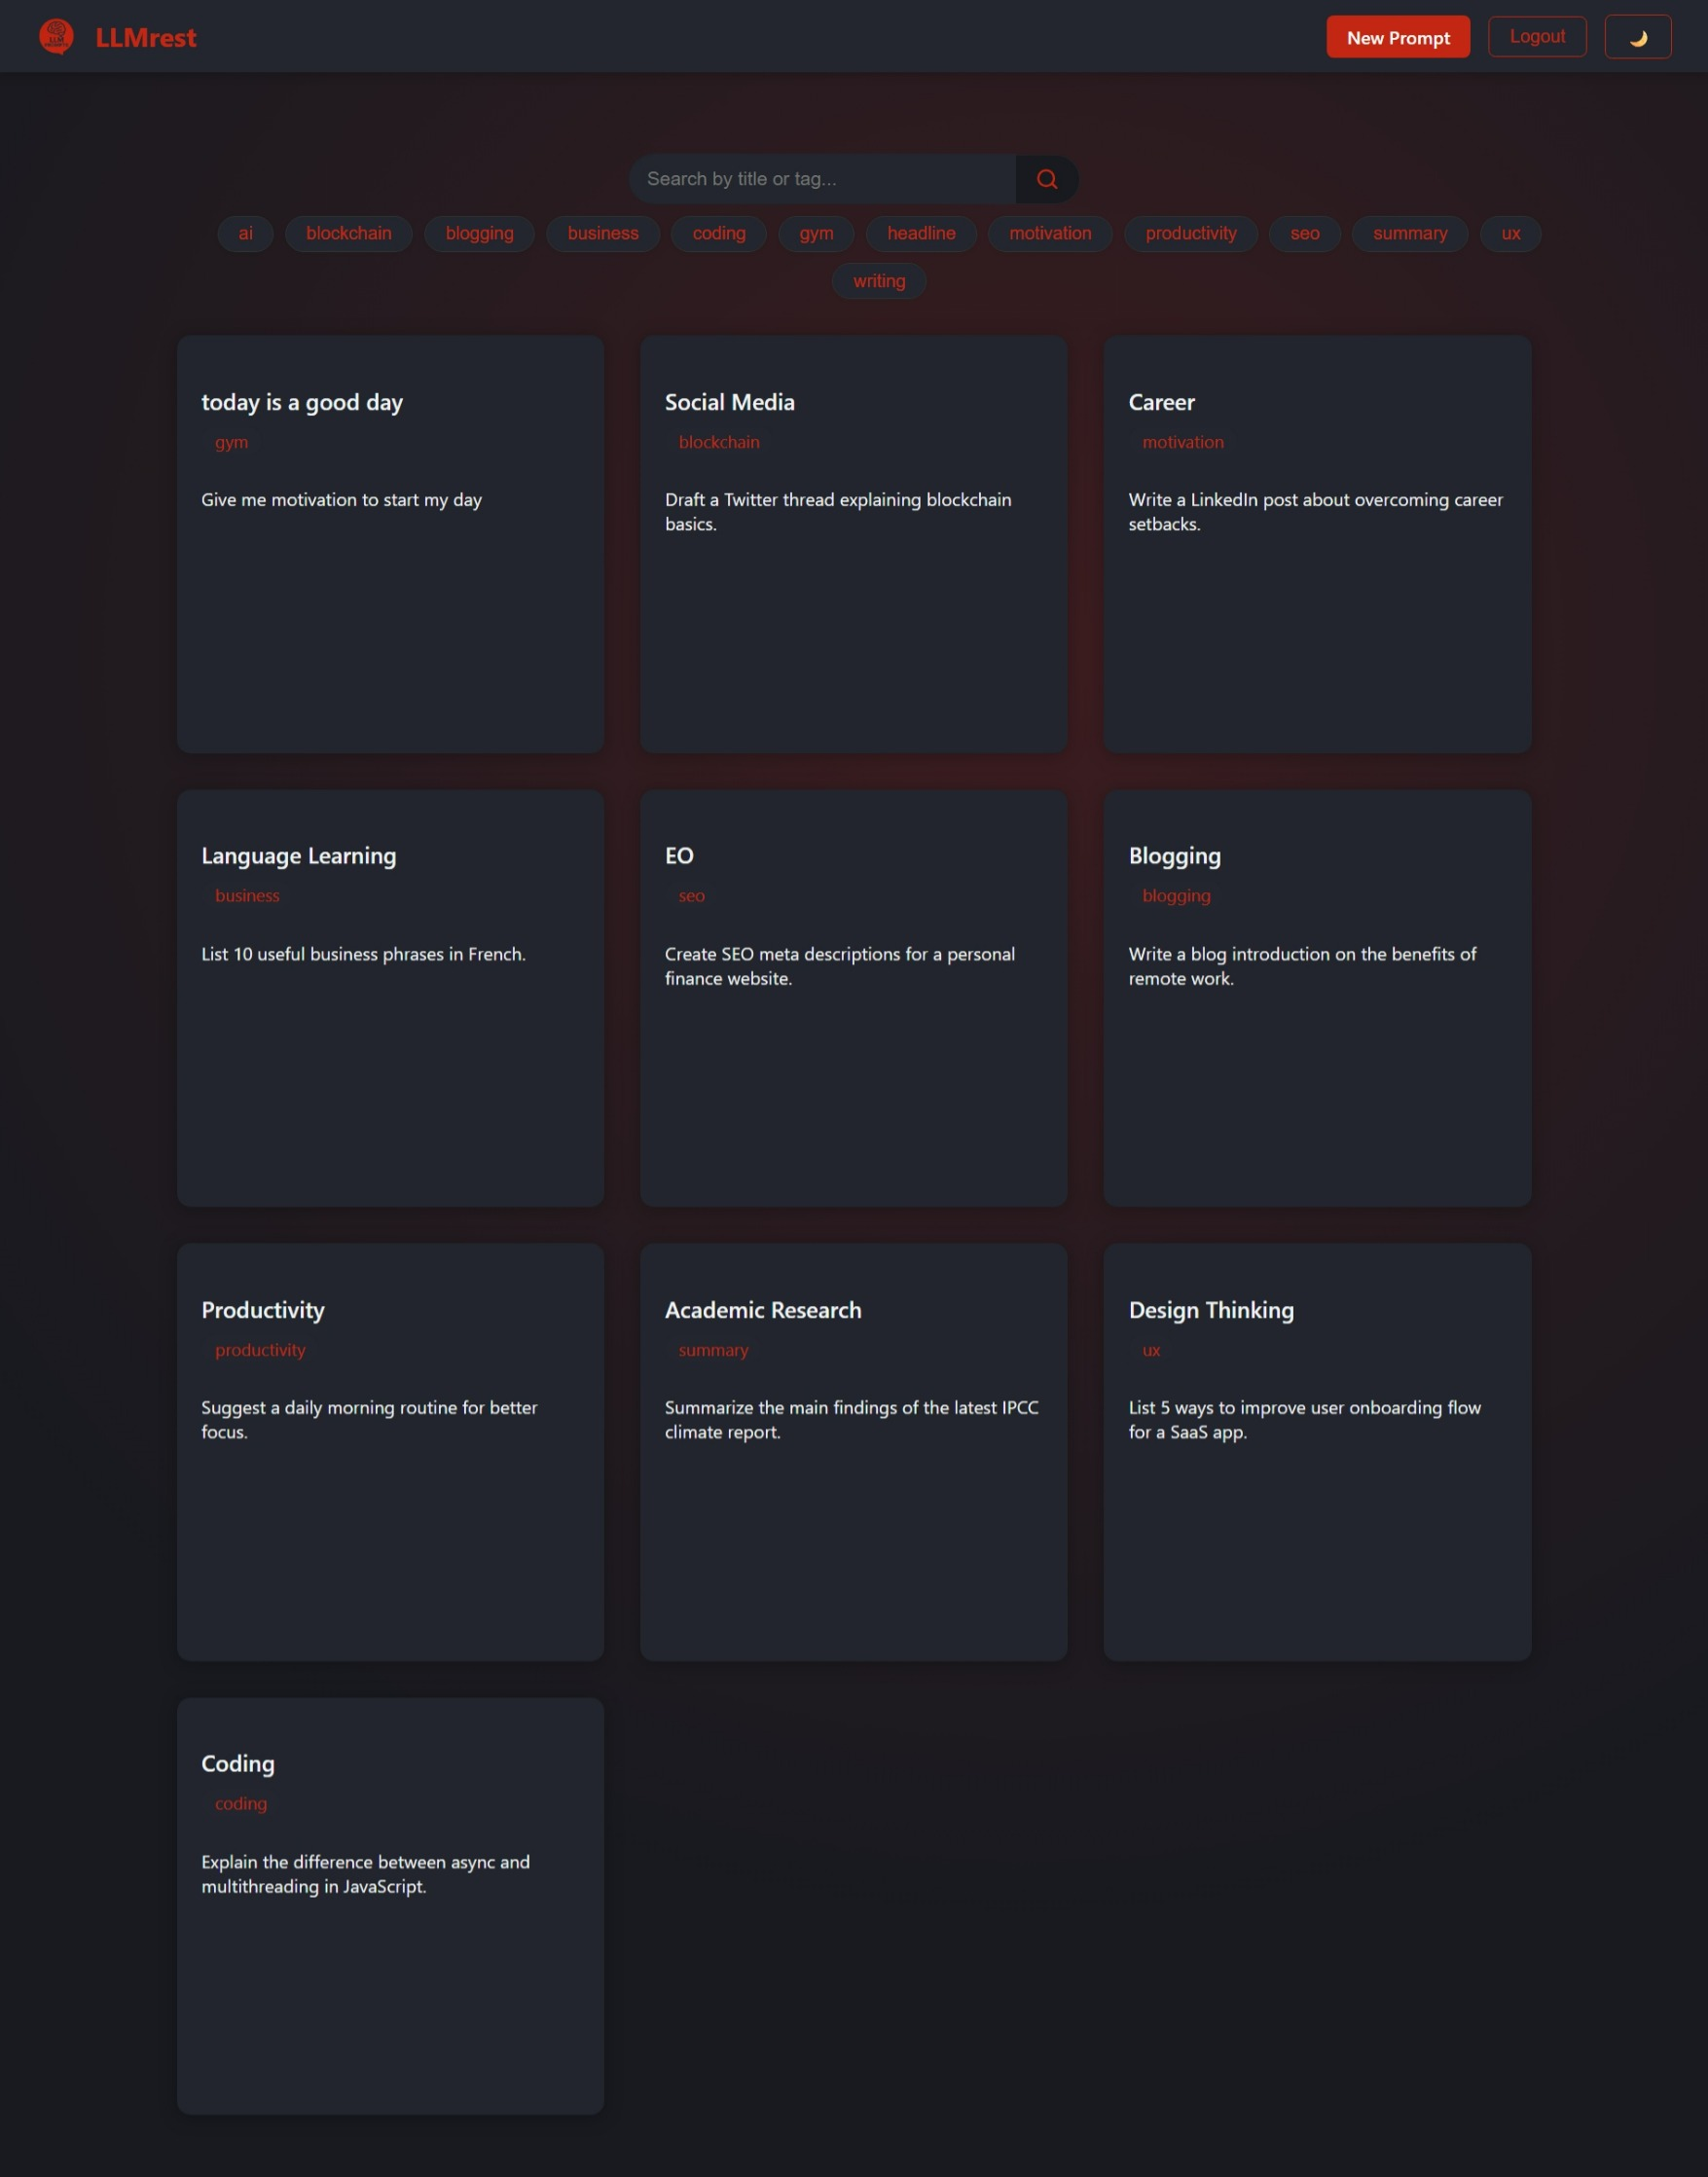 LLMrest
New Prompt
Logout
Search by title or tag...
ai
blockchain
blogging
business
coding
gym
headline
motivation
productivity
seo
summary
ux
writing
today is a good day
gym
Give me motivation to start my day
Social Media
blockchain
Draft a Twitter thread explaining blockchain
basics.
Career
motivation
Write a LinkedIn post about overcoming career
setbacks.
Language Learning
business
List 10 useful business phrases in French.
EO
seo
Create SEO meta descriptions for a personal
finance website.
Blogging
blogging
Write a blog introduction on the benefits of
remote work.
Productivity
productivity
Suggest a daily morning routine for better
focus.
Academic Research
summary
Summarize the main findings of the latest IPCC
climate report.
Design Thinking
ux
List 5 ways to improve user onboarding flow
for a SaaS app.
Coding
coding
Explain the difference between async and
multithreading in JavaScript.